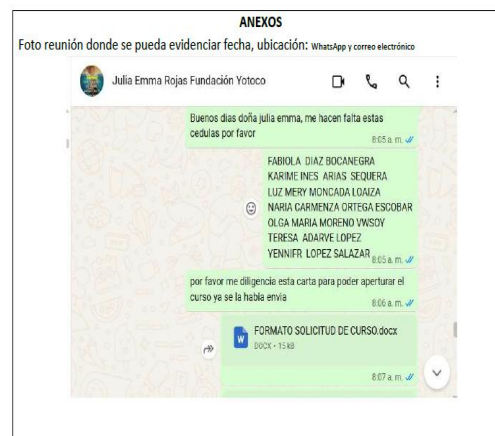 ANEXOS
Foto reunión donde se pueda evidenciar fecha, ubicación: WhatsApp y correo electrónico
Julia Emma Rojas Fundación Yotoco
Buenos dias doña julia emma, me hacen falta estas
cedulas por favor
8:05 a. m.
FABIOLA DIAZ BOCANEGRA
KARIME INES ARIAS SEQUERA
LUZ MERY MONCADA LOAIZA
NARIA CARMENZA ORTEGA ESCOBAR
OLGA MARIA MORENO VWSOY
TERESA ADARVE LOPEZ
YENNIFR LOPEZ SALAZAR
8:05 a. m.
por favor me diligencia esta carta para poder aperturar el
curso ya se la habla envia
8:06 a. m.
W
FORMATO SOLICITUD DE CURSO.docx
DOCX • 15 kB
8:07 a. m.